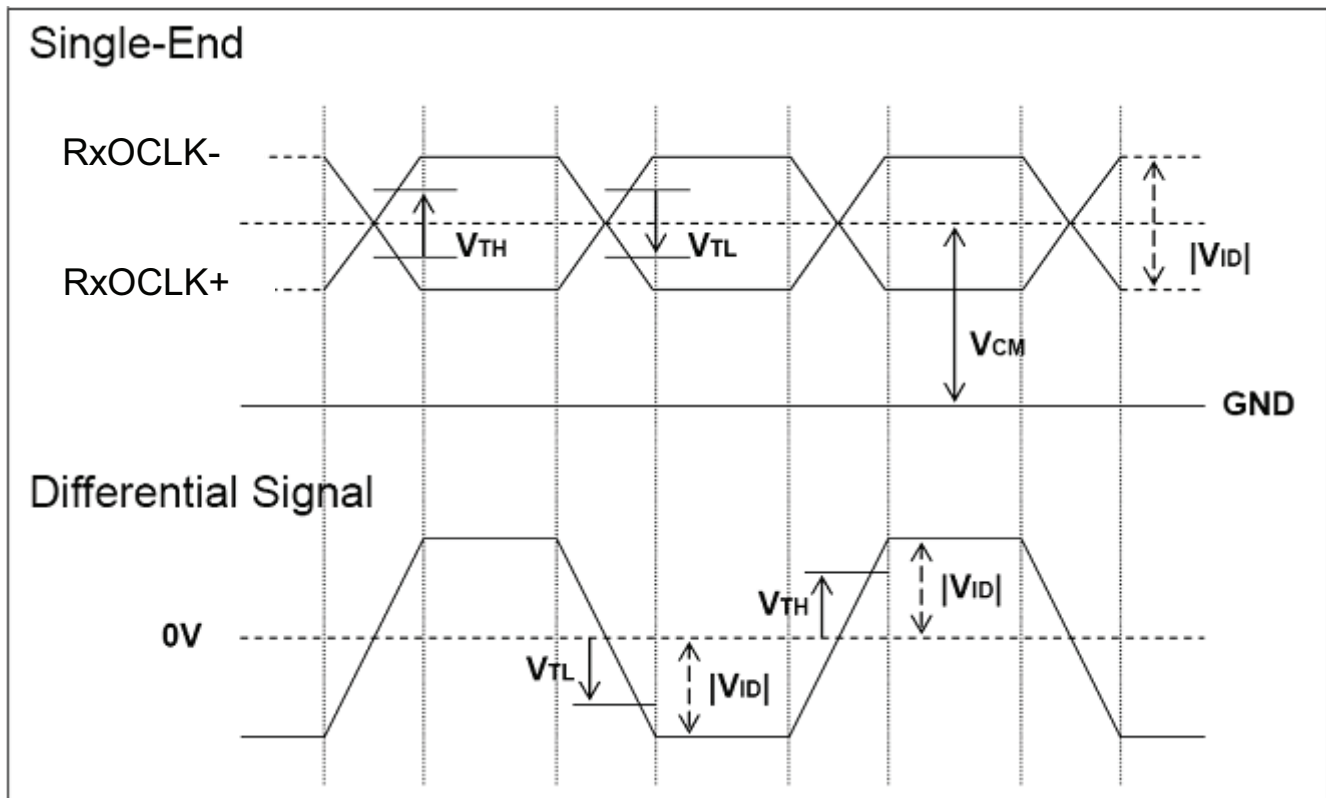 Single-End
RxOCLK-
VTH
VTL
|VID|
RxOCLK+
VCM
GND
Differential Signal
VTH
|VID|
0V
VTL
|VID|